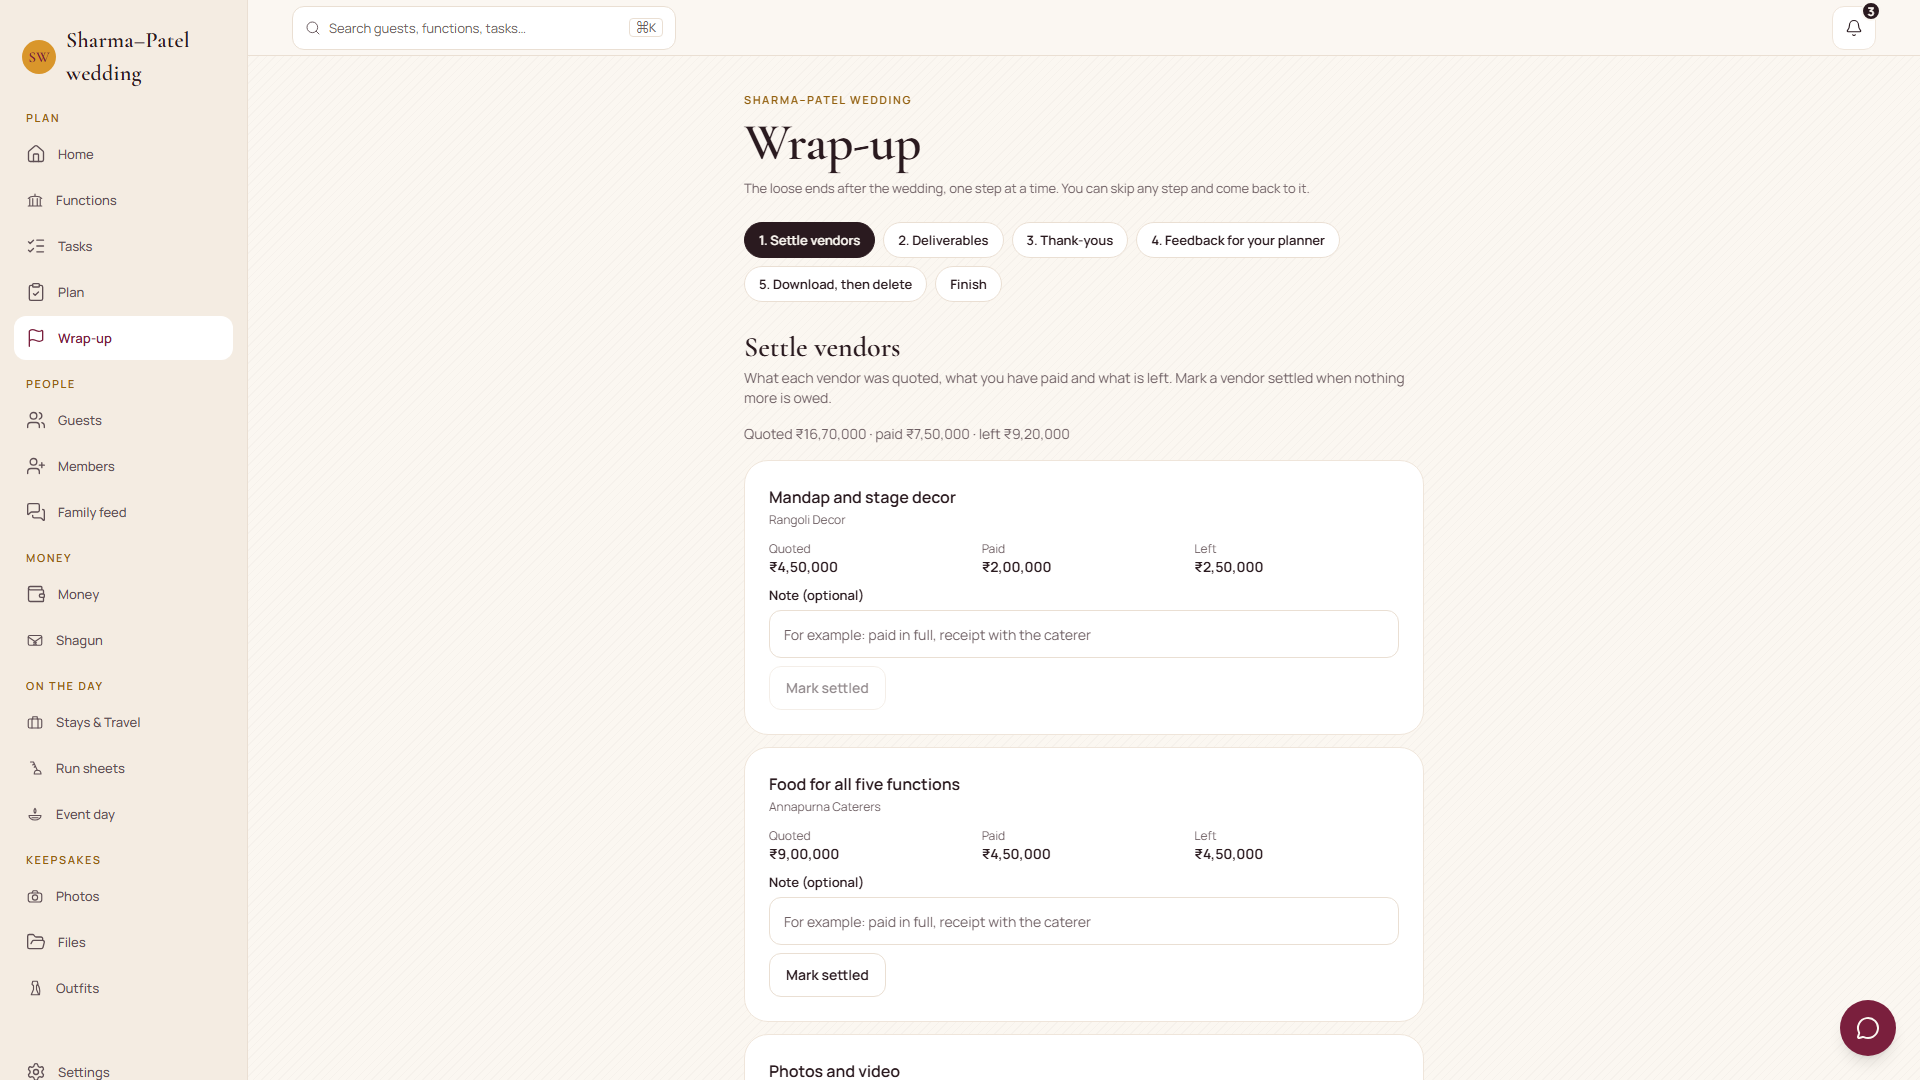 SW
Sharma–Patel
wedding
PLAN
Home
Functions
Tasks
Plan
Wrap-up
PEOPLE
Guests
Members
Family feed
MONEY
Money
Shagun
ON THE DAY
Stays & Travel
Run sheets
Event day
KEEPSAKES
Photos
Files
Outfits
Settings
Search guests, functions, tasks…
⌘K
3
SHARMA–PATEL WEDDING
Wrap-up
The loose ends after the wedding, one step at a time. You can skip any step and come back to it.
1. Settle vendors
2. Deliverables
3. Thank-yous
4. Feedback for your planner
5. Download, then delete
Finish
Settle vendors
What each vendor was quoted, what you have paid and what is left. Mark a vendor settled when nothing
more is owed.
Quoted ₹16,70,000 · paid ₹7,50,000 · left ₹9,20,000
Mandap and stage decor
Rangoli Decor
Quoted Paid Left
₹4,50,000 ₹2,00,000 ₹2,50,000
Note (optional)
For example: paid in full, receipt with the caterer
Mark settled
Food for all five functions
Annapurna Caterers
Quoted Paid Left
₹9,00,000 ₹4,50,000 ₹4,50,000
Note (optional)
For example: paid in full, receipt with the caterer
Mark settled
Photos and video